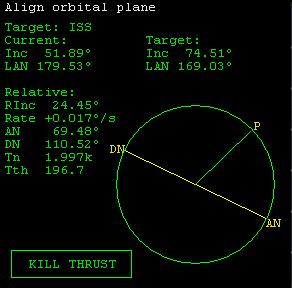 Align orbital plane
Target: ISS
Current: Target:
Inc 51.89° Inc 74.51°
LAN 179.53° LAN 169.03°
Relative:
RInc 24.45°
Rate +0.017°/s
AN 69.48°
DN 110.52°
Tn 1.997k
Tth 196.7
P
DN
AN
KILL THRUST